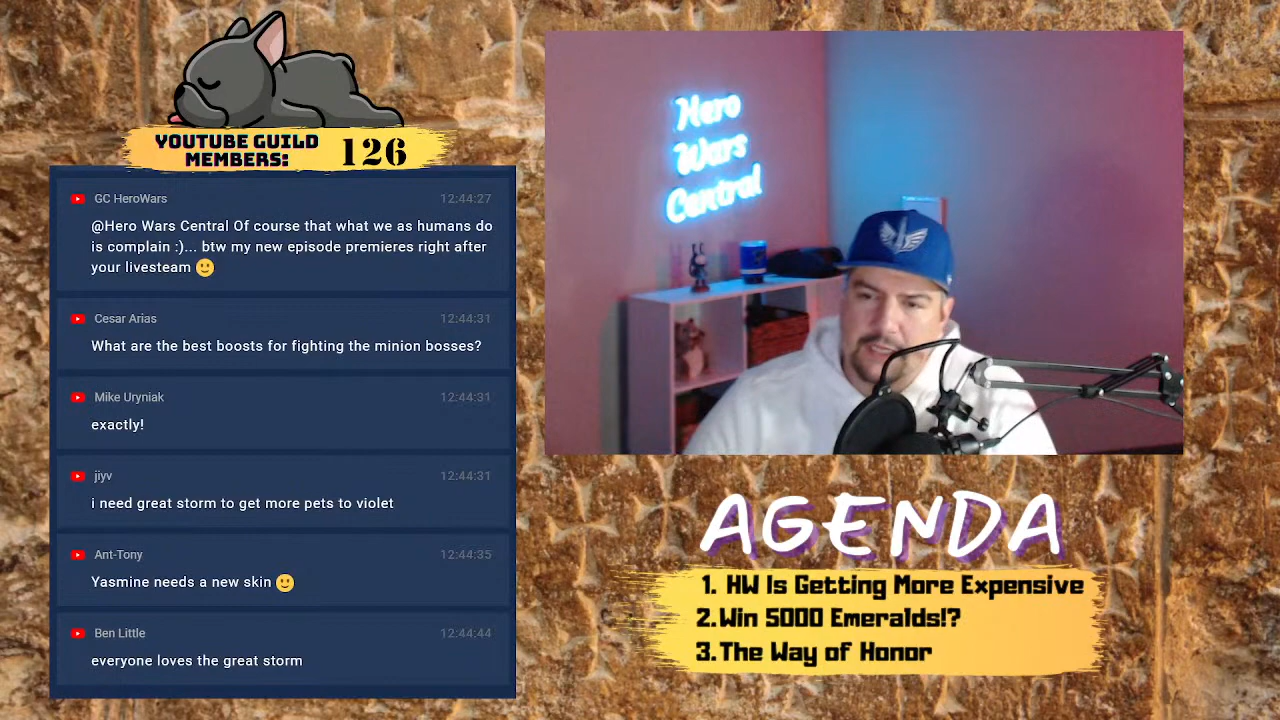 YOUTUBE GUILD
MEMBERS:
126
GC HeroWars
12:44:27
@Hero Wars Central Of course that what we as humans do
is complain :)... btw my new episode premieres right after
your livesteam 🙂
Cesar Arias
12:44:31
What are the best boosts for fighting the minion bosses?
Mike Uryniak
12:44:31
exactly!
jiyv
12:44:31
i need great storm to get more pets to violet
Ant-Tony
12:44:35
Yasmine needs a new skin 🙂
Ben Little
12:44:44
everyone loves the great storm
Hero
Wars
Central
AGENDA
1. HW Is Getting More Expensive
2.Win 5000 Emeralds!?
3.The Way of Honor